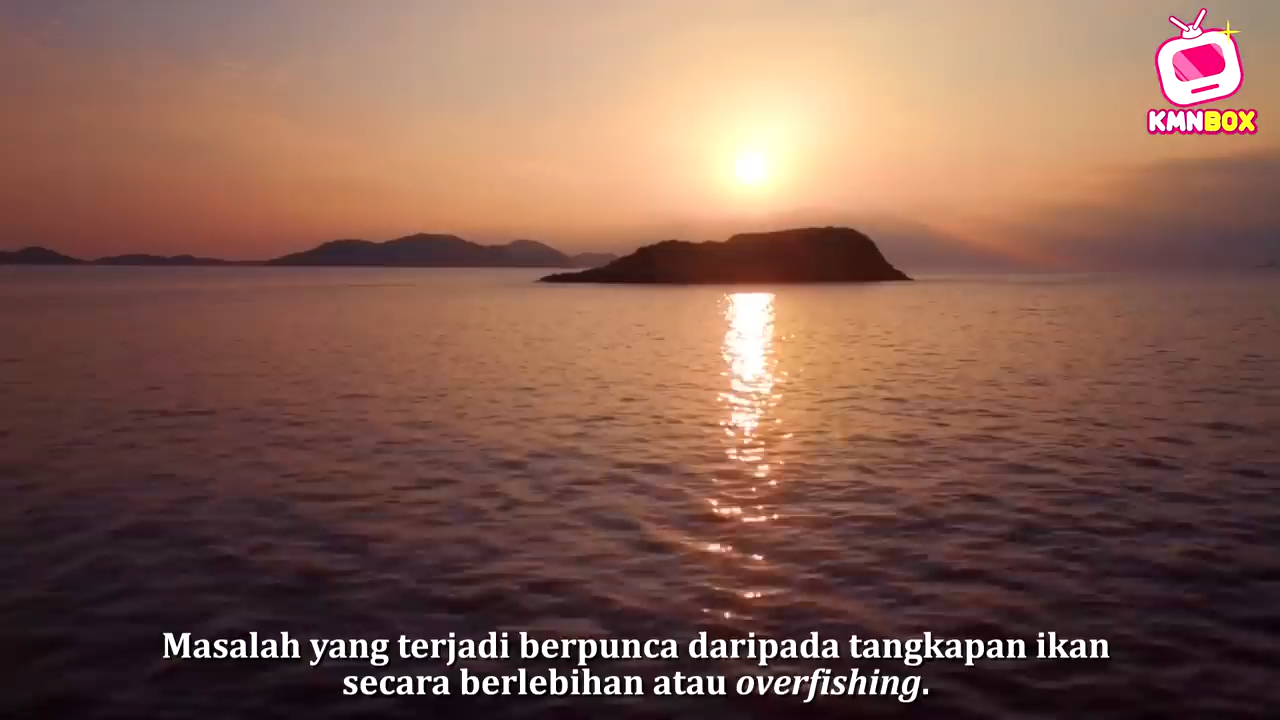 KMNBOX
Masalah yang terjadi berpunca daripada tangkapan ikan
secara berlebihan atau overfishing.